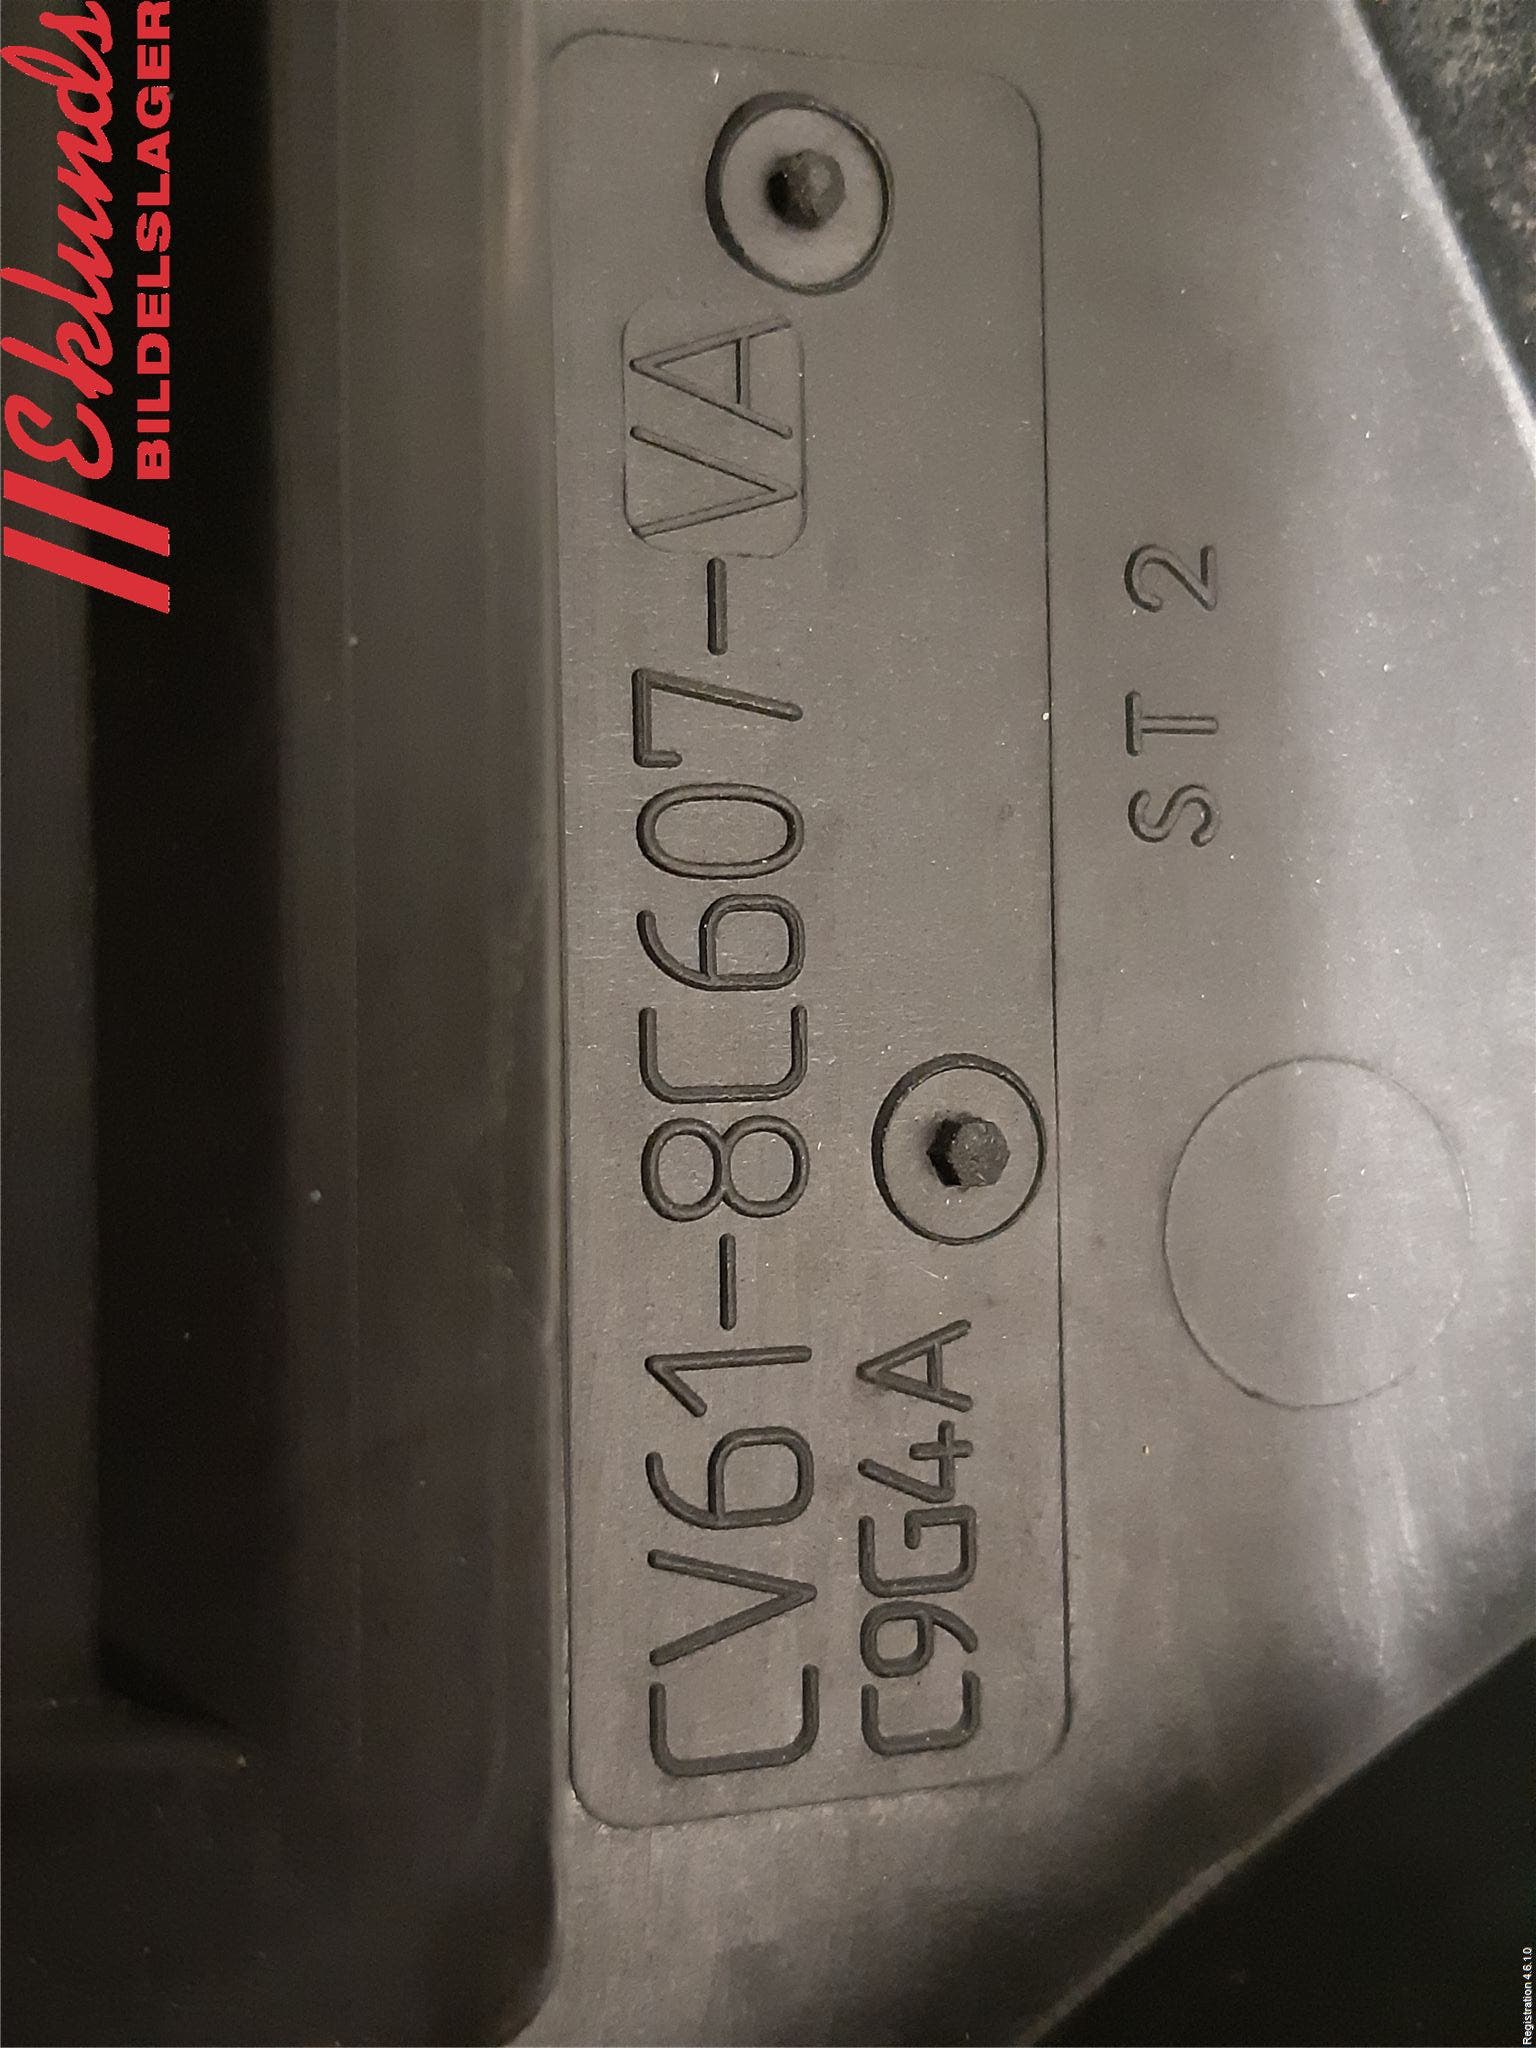 Eklunds
BILDELSLAGER
CV61-8C607-VA
C9G4A
ST 2
Registration 4.6.1.0